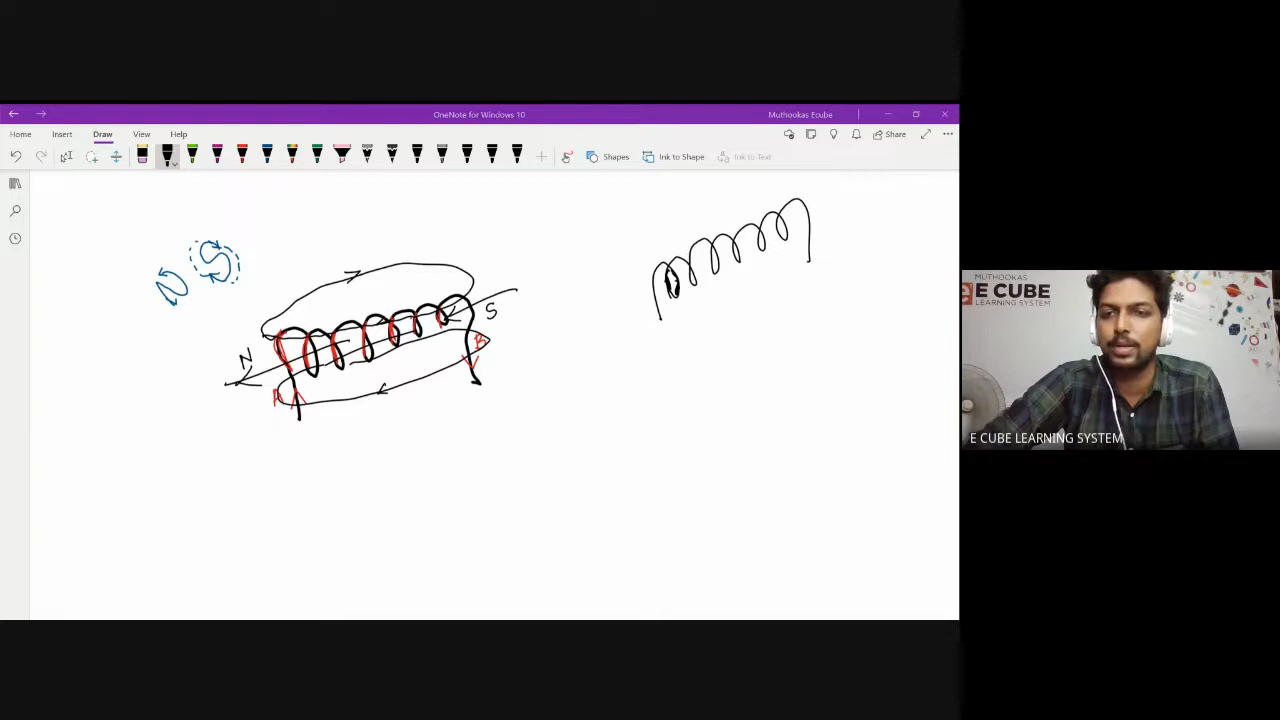 OneNote for Windows 10
Muthookas Ecube
Home Insert Draw View Help
Share
Shapes
Ink to Shape
Ink to Text
N S
S
N
B
A
MUTHOOKAS
E CUBE
LEARNING SYSTEM
E CUBE LEARNING SYSTEM